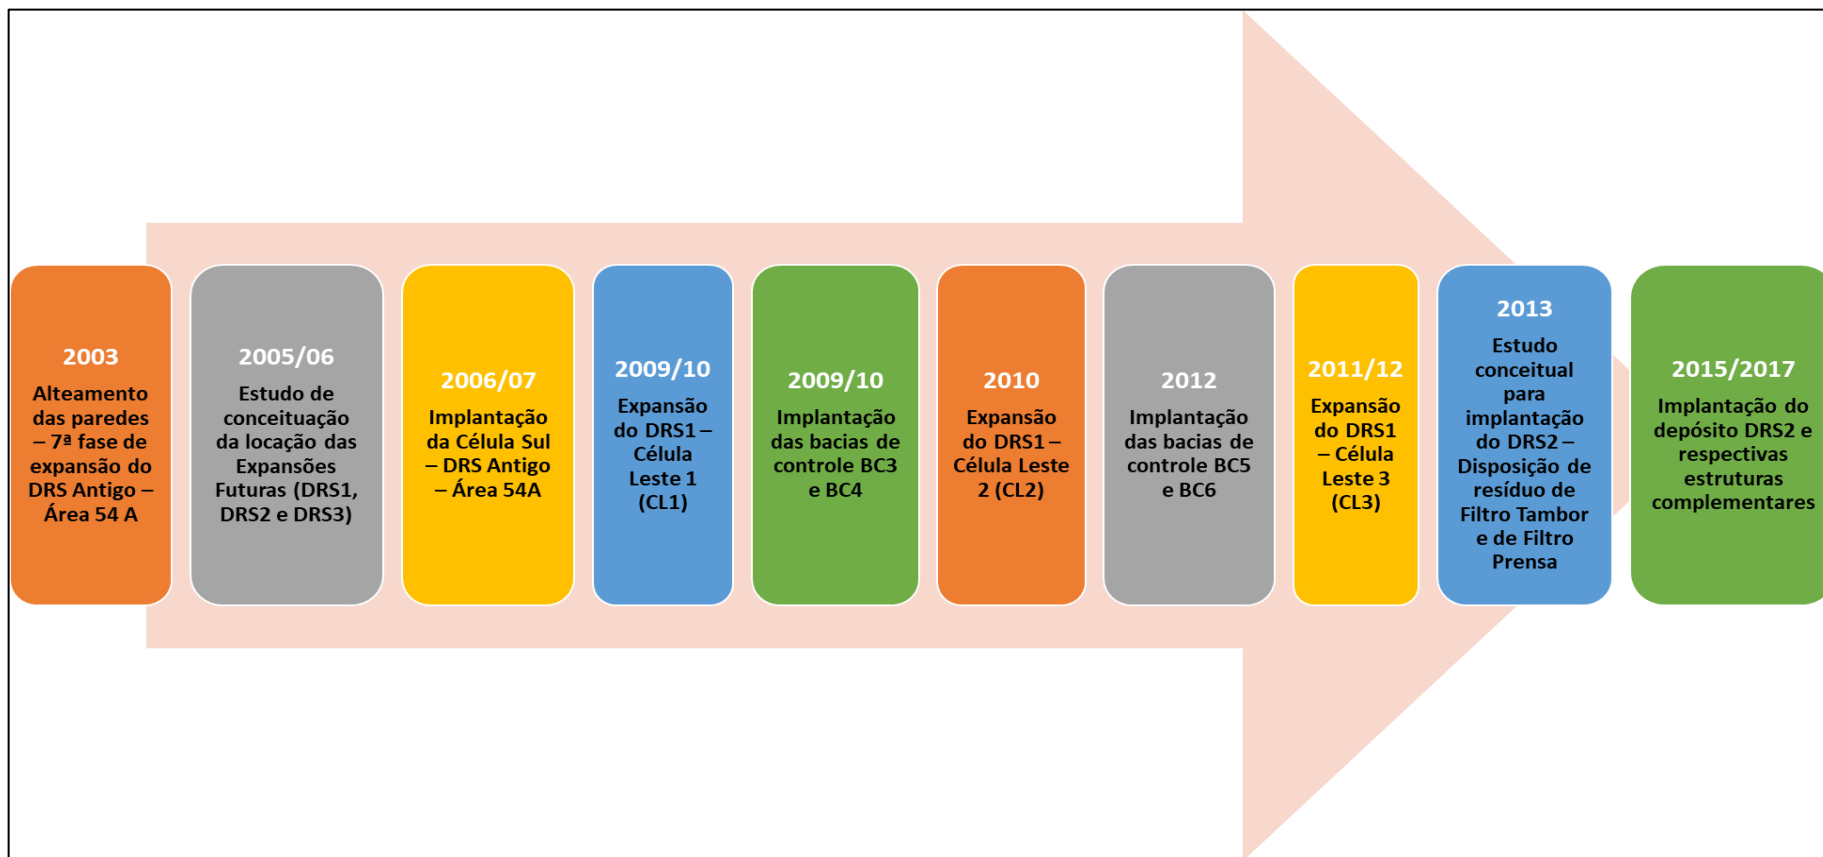 2003
Alteamento
das paredes
– 7ª fase de
expansão do
DRS Antigo –
Área 54 A
2005/06
Estudo de
conceituação
da locação das
Expansões
Futuras (DRS1,
DRS2 e DRS3)
2006/07
Implantação
da Célula Sul
– DRS Antigo
– Área 54A
2009/10
Expansão
do DRS1 –
Célula
Leste 1
(CL1)
2009/10
Implantação
das bacias de
controle BC3
e BC4
2010
Expansão
do DRS1 –
Célula Leste
2 (CL2)
2012
Implantação
das bacias de
controle BC5
e BC6
2011/12
Expansão
do DRS1
– Célula
Leste 3
(CL3)
2013
Estudo
conceitual
para
implantação
do DRS2 –
Disposição de
resíduo de
Filtro Tambor
e de Filtro
Prensa
2015/2017
Implantação do
depósito DRS2 e
respectivas
estruturas
complementares